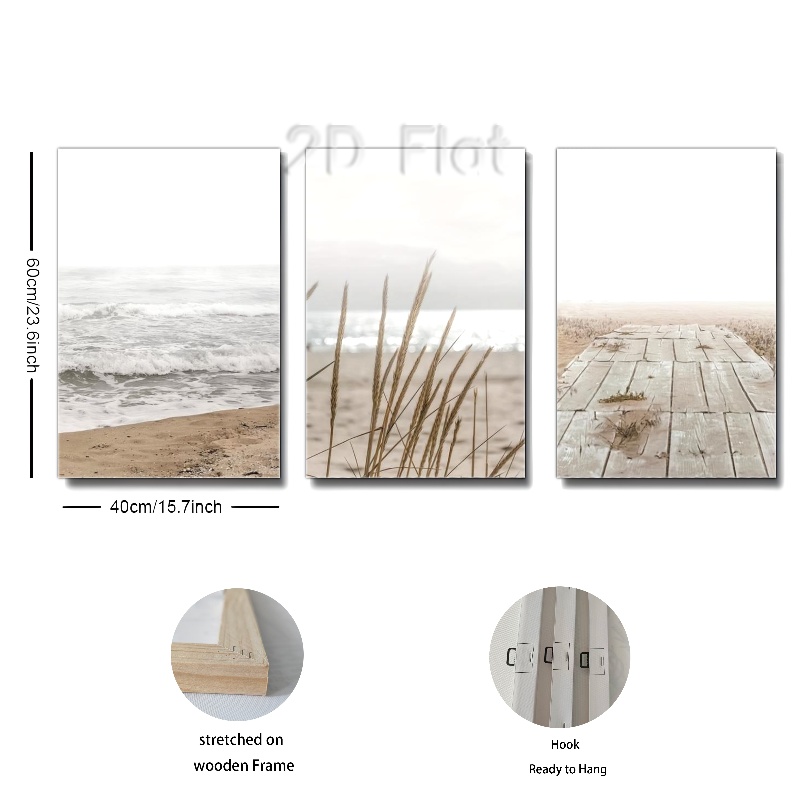 2D Flat
60cm/23.6inch
40cm/15.7inch
stretched on
wooden Frame
Hook
Ready to Hang